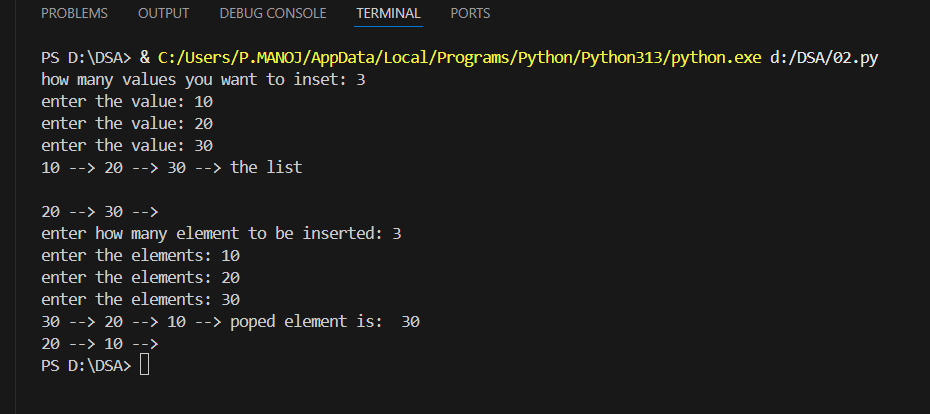 PROBLEMS OUTPUT DEBUG CONSOLE TERMINAL PORTS
PS D:\DSA> & C:/Users/P.MANOJ/AppData/Local/Programs/Python/Python313/python.exe d:/DSA/02.py
how many values you want to inset: 3
enter the value: 10
enter the value: 20
enter the value: 30
10 --> 20 --> 30 --> the list
20 --> 30 -->
enter how many element to be inserted: 3
enter the elements: 10
enter the elements: 20
enter the elements: 30
30 --> 20 --> 10 --> poped element is:  30
20 --> 10 -->
PS D:\DSA>